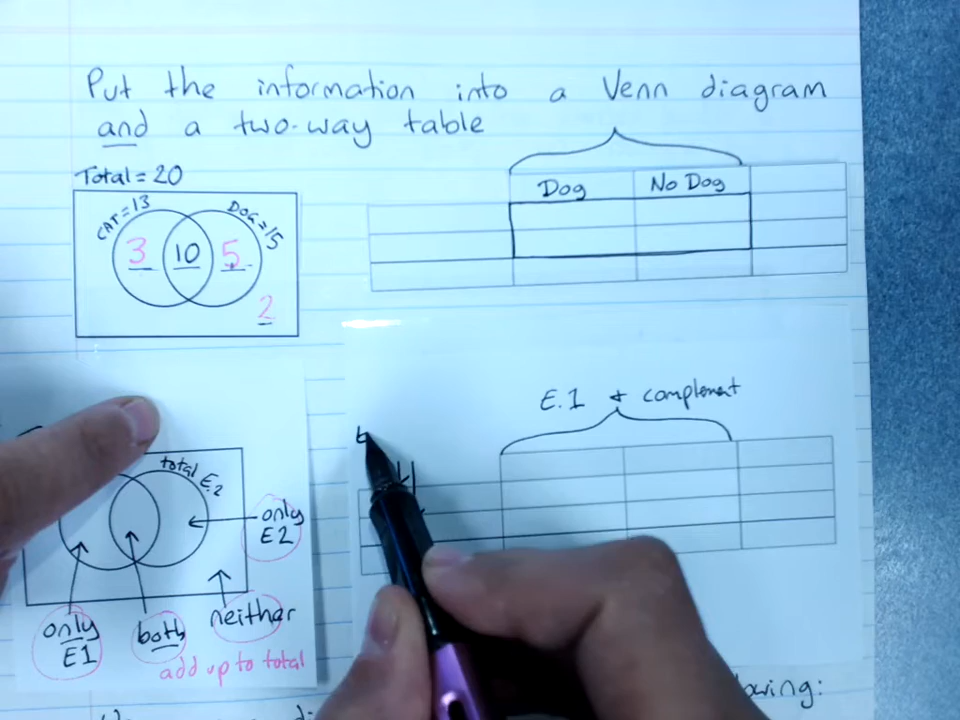 Put the information into a Venn diagram
and a two-way table
Total = 20
CAT=13
DOG=15
3 10 5
2
Dog No Dog
E.1 + complement
total E.2
only
E2
only
E1
both
neither
add up to total